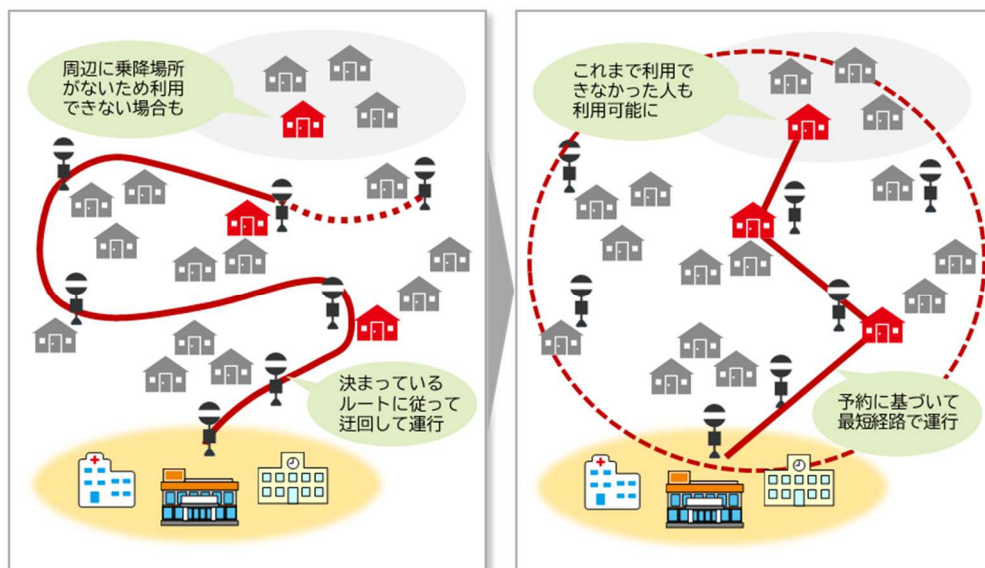 周辺に乗降場所
がないため利用
できない場合も
決まっている
ルートに従って
迂回して運行
これまで利用で
きなかった人も
利用可能に
予約に基づいて
最短経路で運行